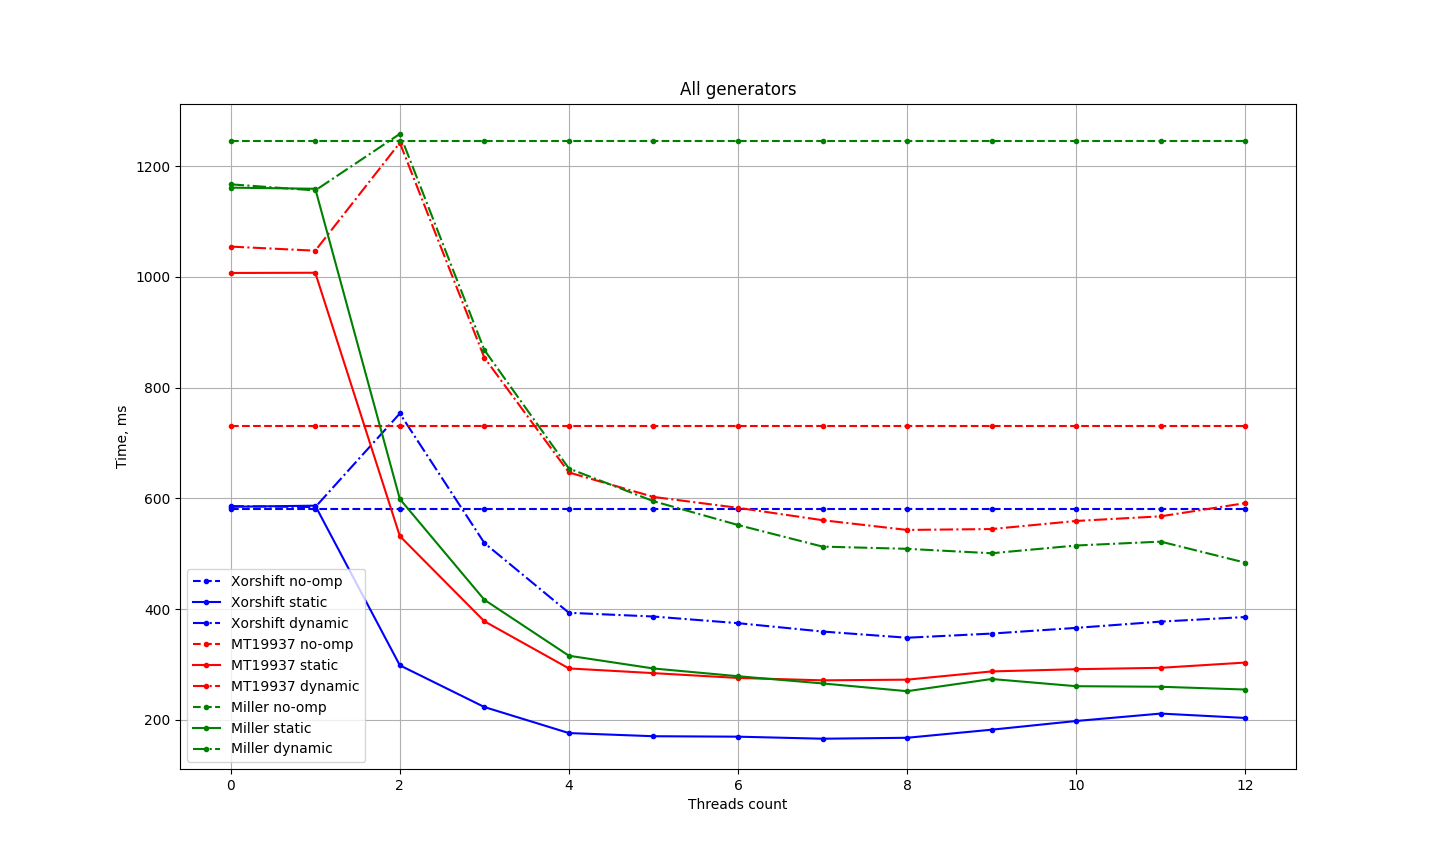 All generators
1200
1000
800
600
400
200
Time, ms
Xorshift no-omp
Xorshift static
Xorshift dynamic
MT19937 no-omp
MT19937 static
MT19937 dynamic
Miller no-omp
Miller static
Miller dynamic
0 2 4 6 8 10 12
Threads count